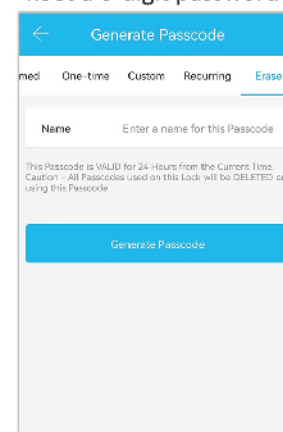 Generate Passcode
med One-time Custom Recurring Erase
Name Enter a name for this Passcode
This Passcode is VALID for 24 Hours from the Current Time.
Caution - All Passcodes used on this Lock will be DELETED
using this Passcode
Generate Passcode